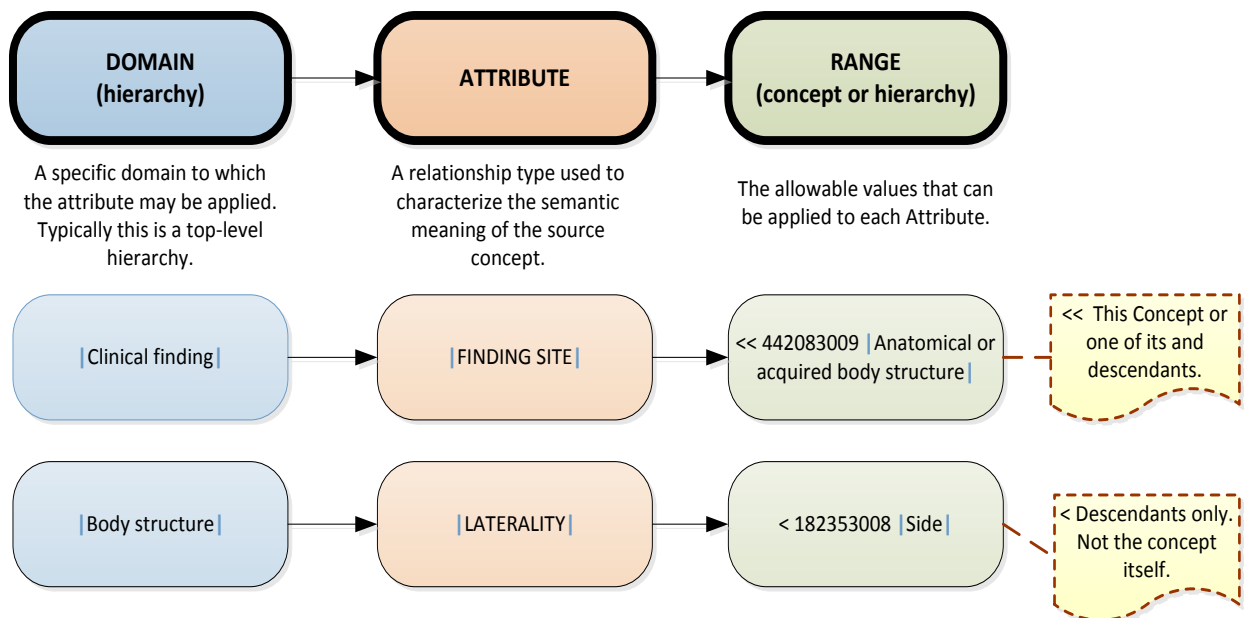 DOMAIN
(hierarchy)
ATTRIBUTE
RANGE
(concept or hierarchy)
A specific domain to which
the attribute may be applied.
Typically this is a top-level
hierarchy.
A relationship type used to
characterize the semantic
meaning of the source
concept.
The allowable values that can
be applied to each Attribute.
|Clinical finding|
|FINDING SITE|
<< 442083009 |Anatomical or
acquired body structure|
<< This Concept or
one of its and
descendants.
|Body structure|
|LATERALITY|
< 182353008 |Side|
< Descendants only.
Not the concept
itself.